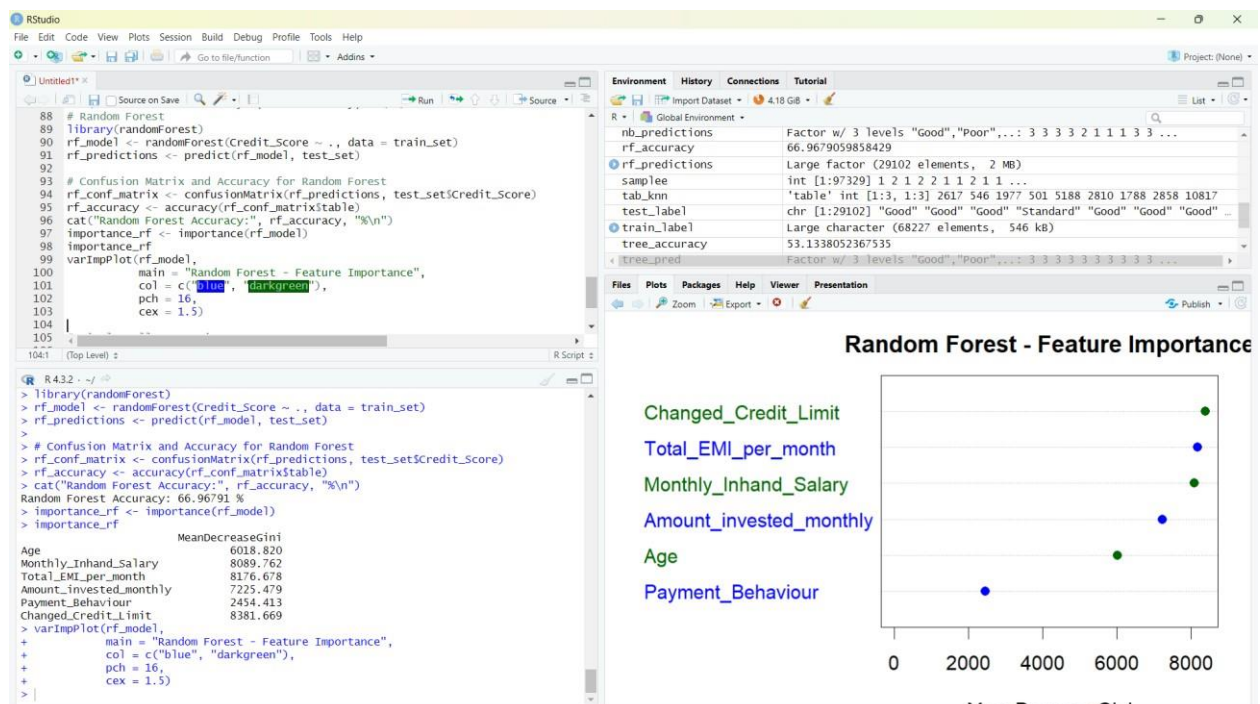 RStudio
File Edit Code View Plots Session Build Debug Profile Tools Help
Go to file/function Addins Project: (None)
Untitled1*
Source on Save Run Source
88 # Random Forest
89 library(randomForest)
90 rf_model <- randomForest(Credit_Score ~ ., data = train_set)
91 rf_predictions <- predict(rf_model, test_set)
92
93 # Confusion Matrix and Accuracy for Random Forest
94 rf_conf_matrix <- confusionMatrix(rf_predictions, test_set$Credit_Score)
95 rf_accuracy <- accuracy(rf_conf_matrix$table)
96 cat("Random Forest Accuracy:", rf_accuracy, "%\n")
97 importance_rf <- importance(rf_model)
98 importance_rf
99 varImpPlot(rf_model,
100 main = "Random Forest - Feature Importance",
101 col = c("blue", "darkgreen"),
102 pch = 16,
103 cex = 1.5)
104
105
104:1 (Top Level) R Script
R 4.3.2 · ~/
> library(randomForest)
> rf_model <- randomForest(Credit_Score ~ ., data = train_set)
> rf_predictions <- predict(rf_model, test_set)
>
> # Confusion Matrix and Accuracy for Random Forest
> rf_conf_matrix <- confusionMatrix(rf_predictions, test_set$Credit_Score)
> rf_accuracy <- accuracy(rf_conf_matrix$table)
> cat("Random Forest Accuracy:", rf_accuracy, "%\n")
Random Forest Accuracy: 66.96791 %
> importance_rf <- importance(rf_model)
> importance_rf
MeanDecreaseGini
Age 6018.820
Monthly_Inhand_Salary 8089.762
Total_EMI_per_month 8176.678
Amount_invested_monthly 7225.479
Payment_Behaviour 2454.413
Changed_Credit_Limit 8381.669
> varImpPlot(rf_model,
+ main = "Random Forest - Feature Importance",
+ col = c("blue", "darkgreen"),
+ pch = 16,
+ cex = 1.5)
>
Environment History Connections Tutorial
Import Dataset 4.18 GiB List
R Global Environment
nb_predictions Factor w/ 3 levels "Good","Poor",..: 3 3 3 3 2 1 1 1 3 3 ...
rf_accuracy 66.9679059858429
rf_predictions Large factor (29102 elements, 2 MB)
samplee int [1:97329] 1 2 1 2 2 1 1 2 1 1 ...
tab_knn 'table' int [1:3, 1:3] 2617 546 1977 501 5188 2810 1788 2858 10817
test_label chr [1:29102] "Good" "Good" "Good" "Standard" "Good" "Good" "Good" ...
train_label Large character (68227 elements, 546 kB)
tree_accuracy 53.1338052367535
tree_pred Factor w/ 3 levels "Good","Poor",..: 3 3 3 3 3 3 3 3 3 3 ...
Files Plots Packages Help Viewer Presentation
Zoom Export Publish
Random Forest - Feature Importance
Changed_Credit_Limit
Total_EMI_per_month
Monthly_Inhand_Salary
Amount_invested_monthly
Age
Payment_Behaviour
0 2000 4000 6000 8000